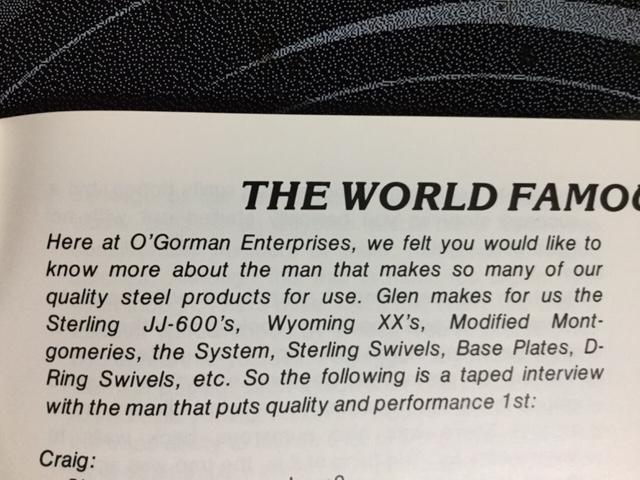 THE WORLD FAMO
Here at O'Gorman Enterprises, we felt you would like to
know more about the man that makes so many of our
quality steel products for use. Glen makes for us the
Sterling JJ-600's, Wyoming XX's, Modified Mont-
gomeries, the System, Sterling Swivels, Base Plates, D-
Ring Swivels, etc. So the following is a taped interview
with the man that puts quality and performance 1st:
Craig: